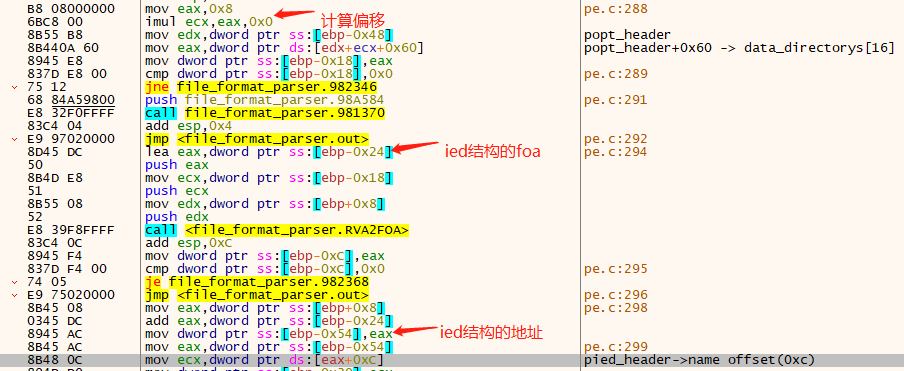 B8 08000000 mov eax,0x8 pe.c:288
6BC8 00 imul ecx,eax,0x0 计算偏移
8B55 B8 mov edx,dword ptr ss:[ebp-0x48] popt_header
8B440A 60 mov eax,dword ptr ds:[edx+ecx+0x60] popt_header+0x60 -> data_directorys[16]
8945 E8 mov dword ptr ss:[ebp-0x18],eax
837D E8 00 cmp dword ptr ss:[ebp-0x18],0x0 pe.c:289
75 12 jne file_format_parser.982346
68 84A59800 push file_format_parser.98A584 pe.c:291
E8 32F0FFFF call file_format_parser.981370
83C4 04 add esp,0x4
E9 97020000 jmp <file_format_parser.out> pe.c:292
8D45 DC lea eax,dword ptr ss:[ebp-0x24] ied结构的foa pe.c:294
50 push eax
8B4D E8 mov ecx,dword ptr ss:[ebp-0x18]
51 push ecx
8B55 08 mov edx,dword ptr ss:[ebp+0x8]
52 push edx
E8 39F8FFFF call <file_format_parser.RVA2FOA>
83C4 0C add esp,0xC
8945 F4 mov dword ptr ss:[ebp-0xC],eax
837D F4 00 cmp dword ptr ss:[ebp-0xC],0x0 pe.c:295
74 05 je file_format_parser.982368
E9 75020000 jmp <file_format_parser.out> pe.c:296
8B45 08 mov eax,dword ptr ss:[ebp+0x8] pe.c:298
0345 DC add eax,dword ptr ss:[ebp-0x24]
8945 AC mov dword ptr ss:[ebp-0x54],eax ied结构的地址
8B45 AC mov eax,dword ptr ss:[ebp-0x54] pe.c:299
8B48 0C mov ecx,dword ptr ds:[eax+0xC] pied_header->name offset(0xc)